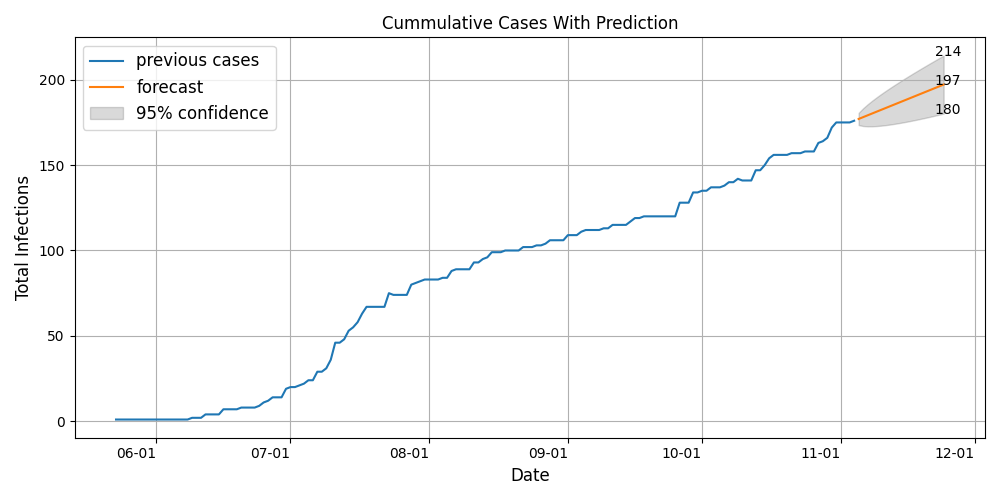 Cummulative Cases With Prediction
previous cases
forecast
95% confidence
214
197
180
200
150
100
50
0
Total Infections
06-01
07-01
08-01
09-01
10-01
11-01
12-01
Date